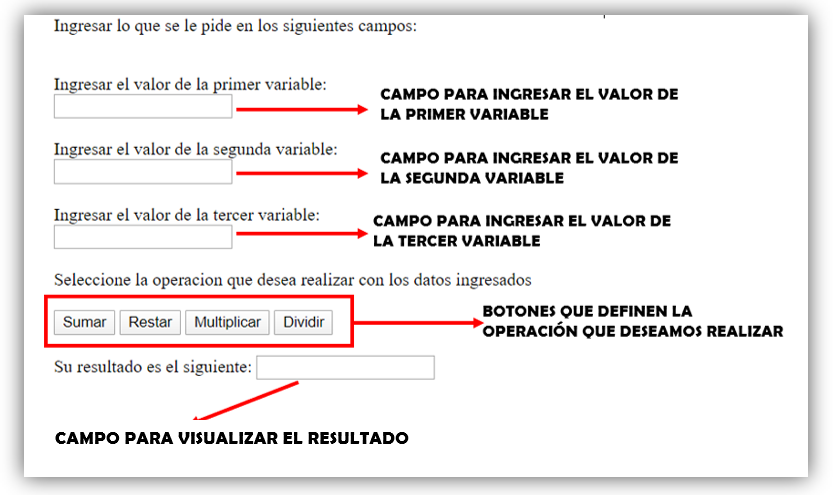 Ingresar lo que se le pide en los siguientes campos:
Ingresar el valor de la primer variable:
CAMPO PARA INGRESAR EL VALOR DE
LA PRIMER VARIABLE
Ingresar el valor de la segunda variable:
CAMPO PARA INGRESAR EL VALOR DE
LA SEGUNDA VARIABLE
Ingresar el valor de la tercer variable:
CAMPO PARA INGRESAR EL VALOR DE
LA TERCER VARIABLE
Seleccione la operacion que desea realizar con los datos ingresados
Sumar Restar Multiplicar Dividir
BOTONES QUE DEFINEN LA
OPERACIÓN QUE DESEAMOS REALIZAR
Su resultado es el siguiente:
CAMPO PARA VISUALIZAR EL RESULTADO